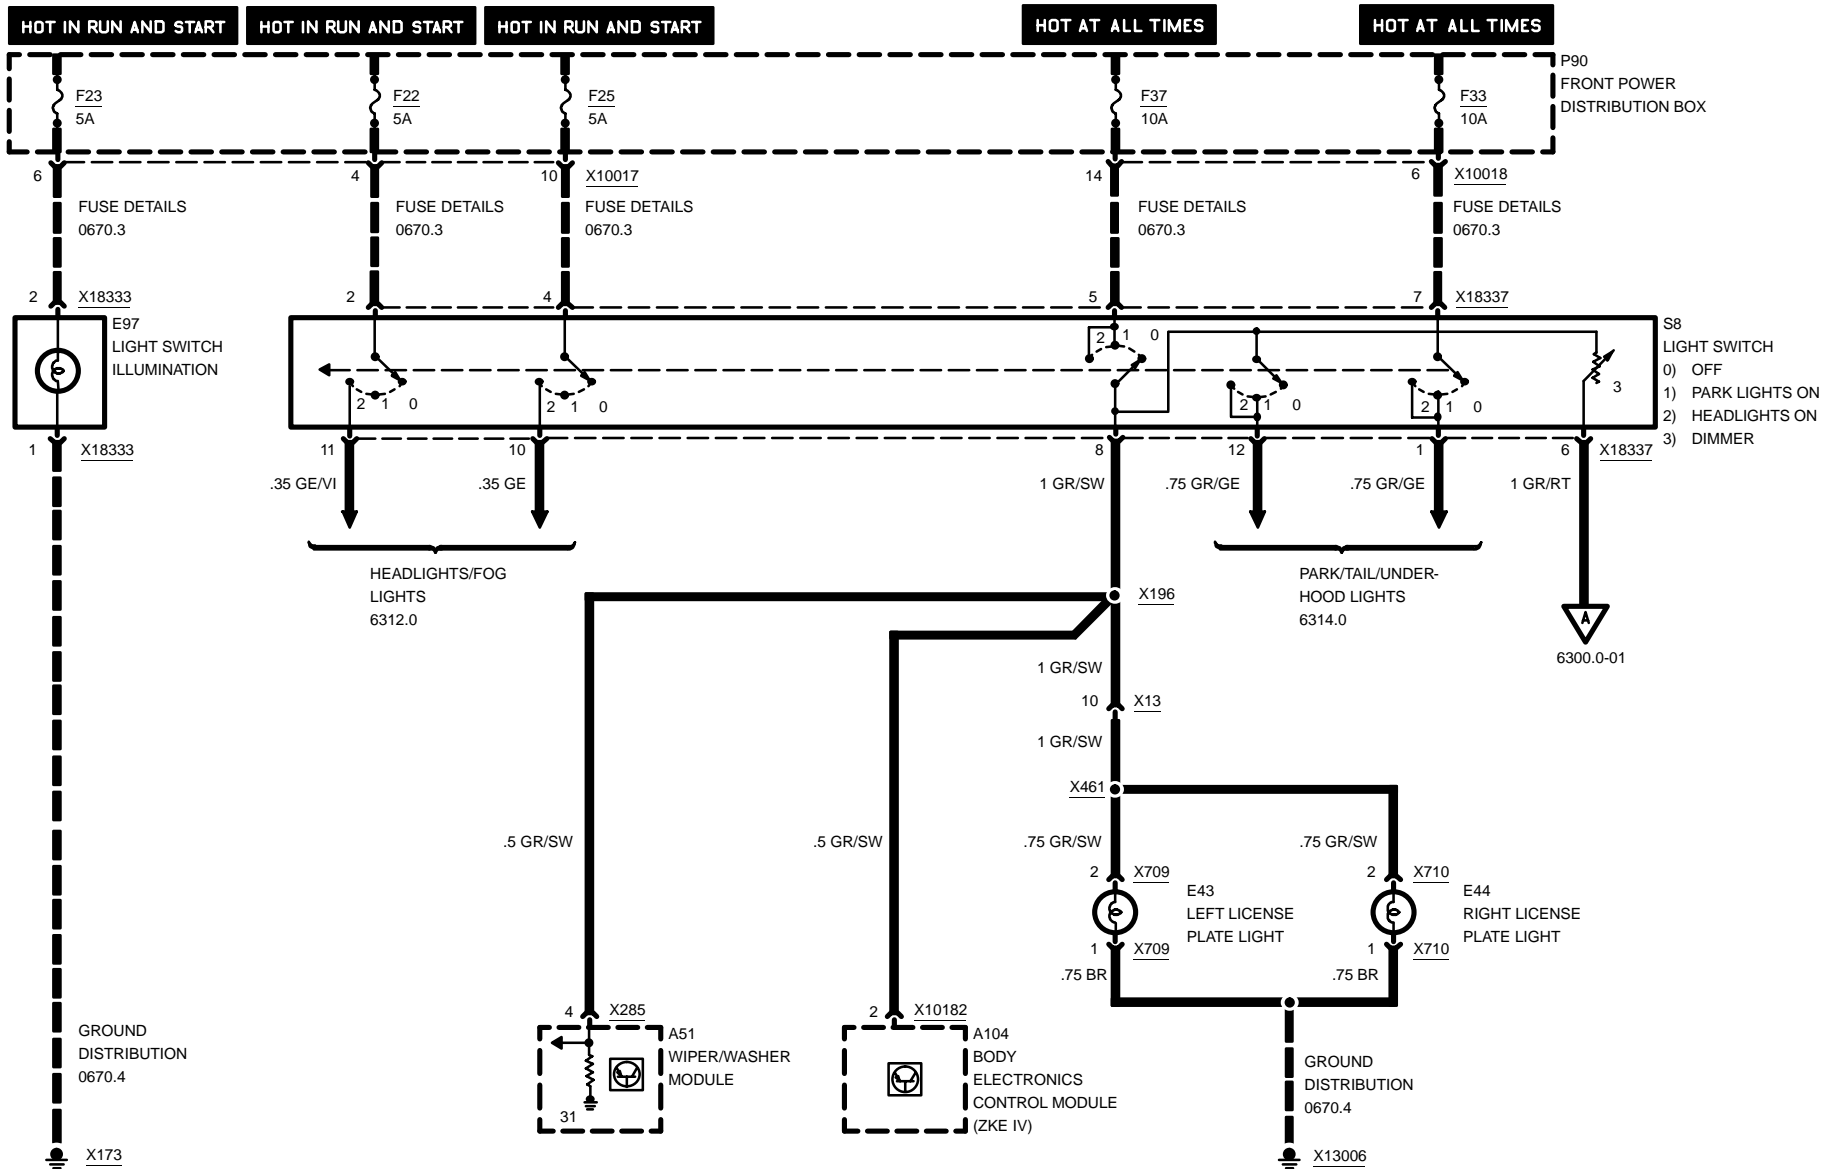 HOT IN RUN AND START
HOT IN RUN AND START
HOT IN RUN AND START
HOT AT ALL TIMES
HOT AT ALL TIMES
F23
5A
F22
5A
F25
5A
F37
10A
F33
10A
P90
FRONT POWER
DISTRIBUTION BOX
6
4
10
X10017
14
6
X10018
FUSE DETAILS
0670.3
FUSE DETAILS
0670.3
FUSE DETAILS
0670.3
FUSE DETAILS
0670.3
FUSE DETAILS
0670.3
2
X18333
2
4
5
7
X18337
E97
LIGHT SWITCH
ILLUMINATION
2 1 0
2 1 0
2 1 0
2 1 0
2 1 0
3
S8
LIGHT SWITCH
0) OFF
1) PARK LIGHTS ON
2) HEADLIGHTS ON
3) DIMMER
1
X18333
11
10
8
12
1
6
X18337
.35 GE/VI
.35 GE
1 GR/SW
.75 GR/GE
.75 GR/GE
1 GR/RT
HEADLIGHTS/FOG
LIGHTS
6312.0
PARK/TAIL/UNDER-
HOOD LIGHTS
6314.0
A
6300.0-01
X196
1 GR/SW
10
X13
1 GR/SW
X461
.5 GR/SW
.5 GR/SW
.75 GR/SW
.75 GR/SW
2
X709
2
X710
E43
LEFT LICENSE
PLATE LIGHT
E44
RIGHT LICENSE
PLATE LIGHT
1
X709
1
X710
.75 BR
.75 BR
4
X285
2
X10182
A51
WIPER/WASHER
MODULE
31
A104
BODY
ELECTRONICS
CONTROL MODULE
(ZKE IV)
GROUND
DISTRIBUTION
0670.4
GROUND
DISTRIBUTION
0670.4
X173
X13006